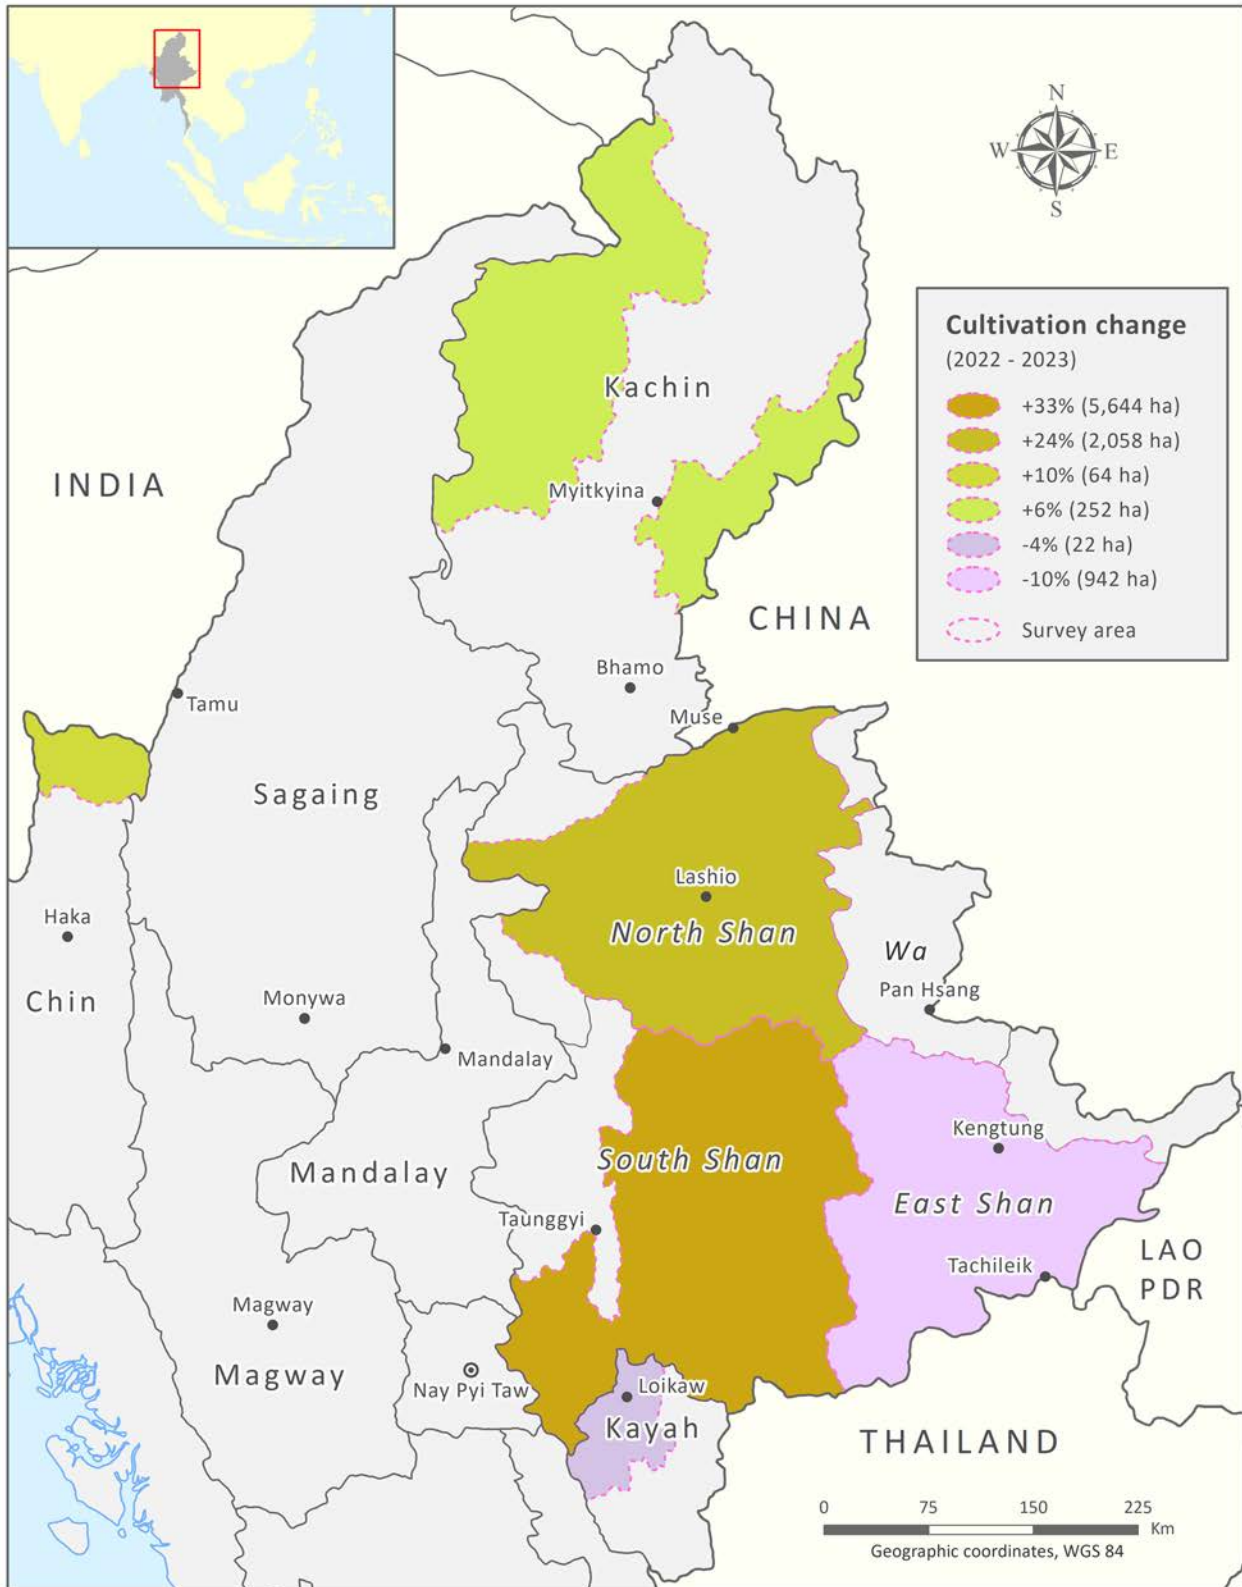 N
W
E
S
Cultivation change
(2022 - 2023)
+33% (5,644 ha)
+24% (2,058 ha)
+10% (64 ha)
+6% (252 ha)
-4% (22 ha)
-10% (942 ha)
Survey area
Kachin
INDIA
Myitkyina
CHINA
Bhamo
Tamu
Muse
Sagaing
Lashio
North Shan
Haka
Wa
Pan Hsang
Chin
Monywa
Mandalay
Kengtung
South Shan
Mandalay
East Shan
Taunggyi
LAO
PDR
Tachileik
Magway
Magway
Nay Pyi Taw
Loikaw
Kayah
THAILAND
0 75 150 225
Km
Geographic coordinates, WGS 84